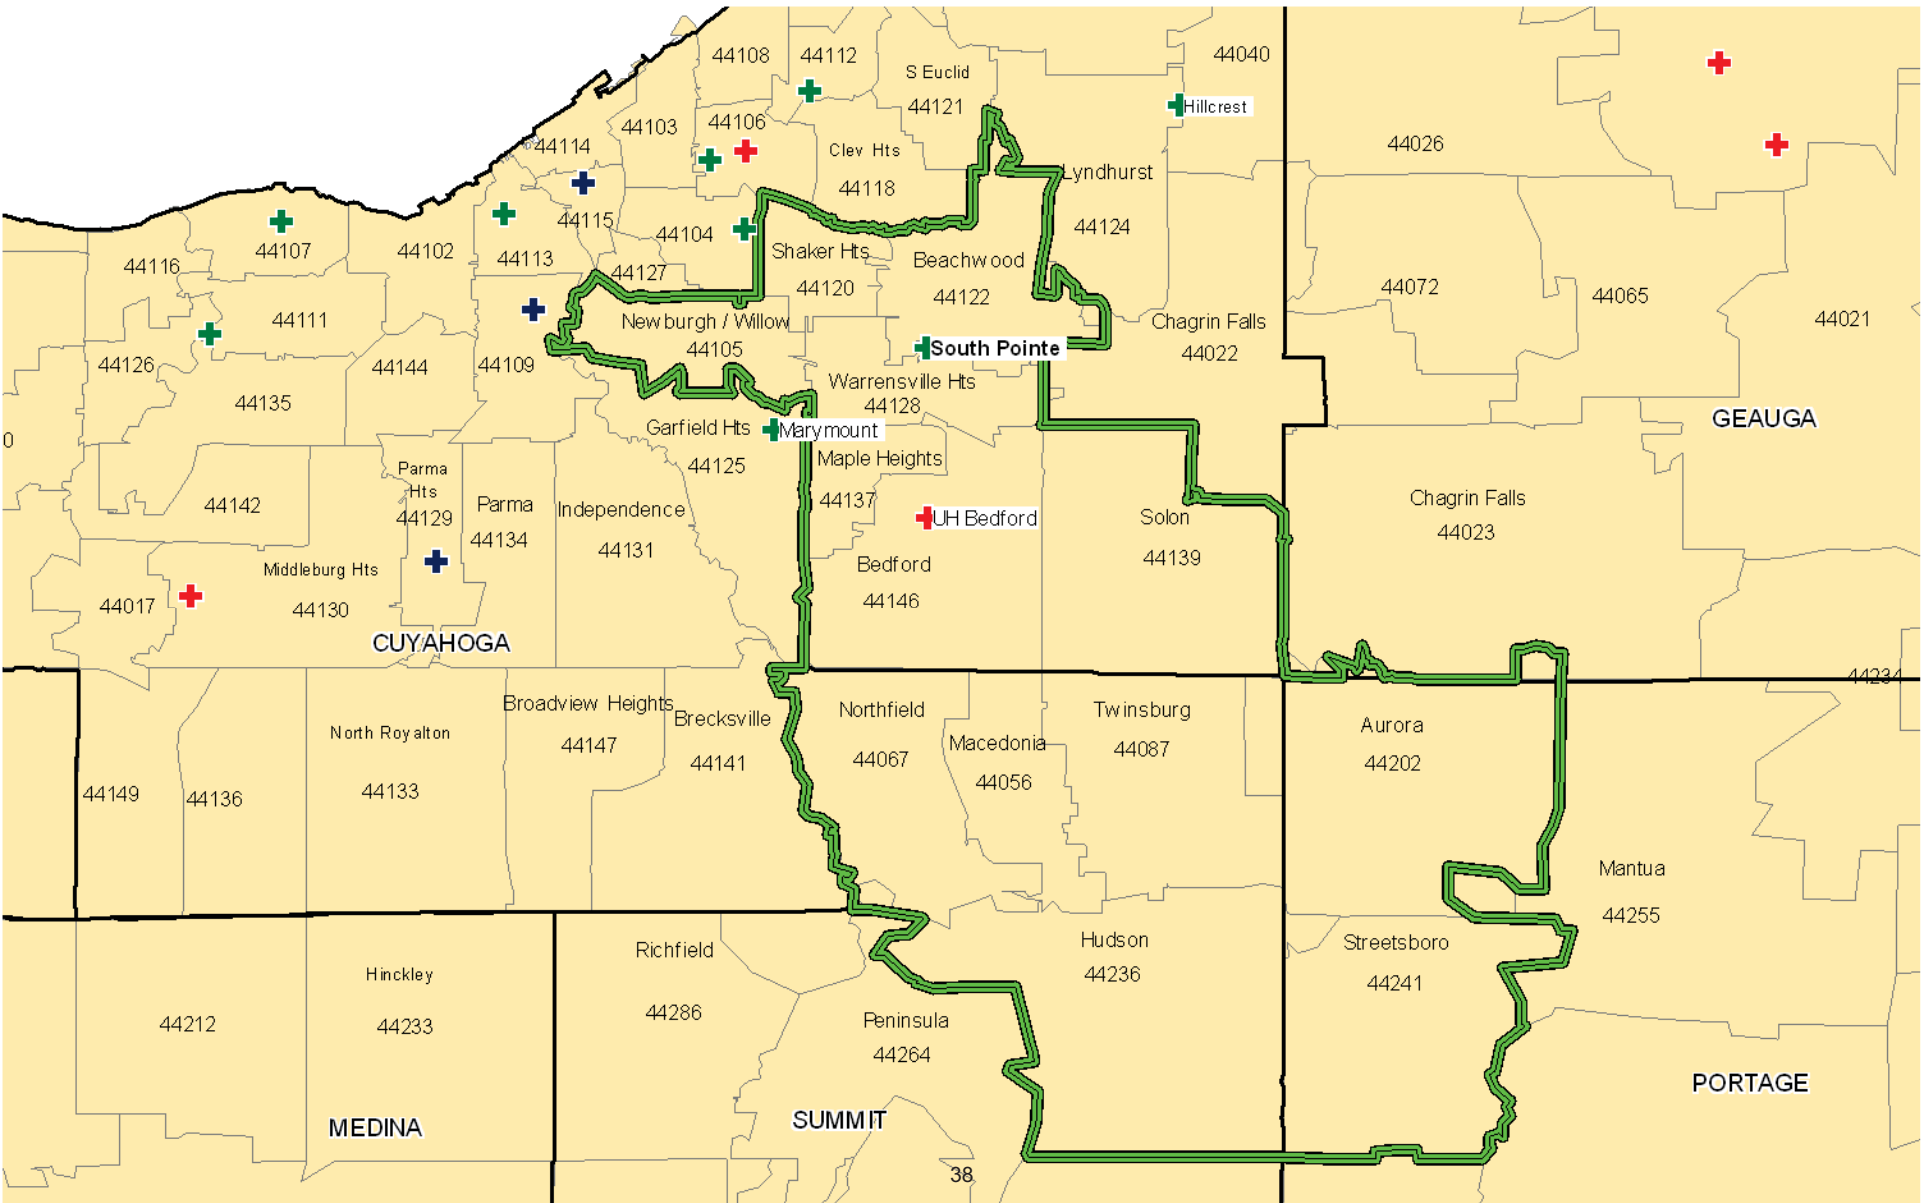 44108
44112
44040
S Euclid
44121
Hillcrest
44103
44106
44114
Clev Hts
44118
44026
Lyndhurst
44124
44115
44104
44107
44102
44113
44116
44127
Shaker Hts
44120
Beachwood
44122
44072
44065
44021
44111
Newburgh / Willow
44105
South Pointe
Chagrin Falls
44022
44126
44144
44109
44135
Warrensville Hts
44128
GEAUGA
0
Garfield Hts
Marymount
44125
Maple Heights
44137
Parma
Hts
44129
44142
Parma
44134
Independence
44131
UH Bedford
Solon
44139
Chagrin Falls
44023
Bedford
44146
Middleburg Hts
44130
44017
CUYAHOGA
44234
Broadview Heights
44147
Brecksville
44141
North Royalton
44133
44149
44136
Northfield
44067
Macedonia
44056
Twinsburg
44087
Aurora
44202
Mantua
44255
Richfield
44286
Hudson
44236
Streetsboro
44241
Hinckley
44233
44212
Peninsula
44264
PORTAGE
MEDINA
SUMMIT
38